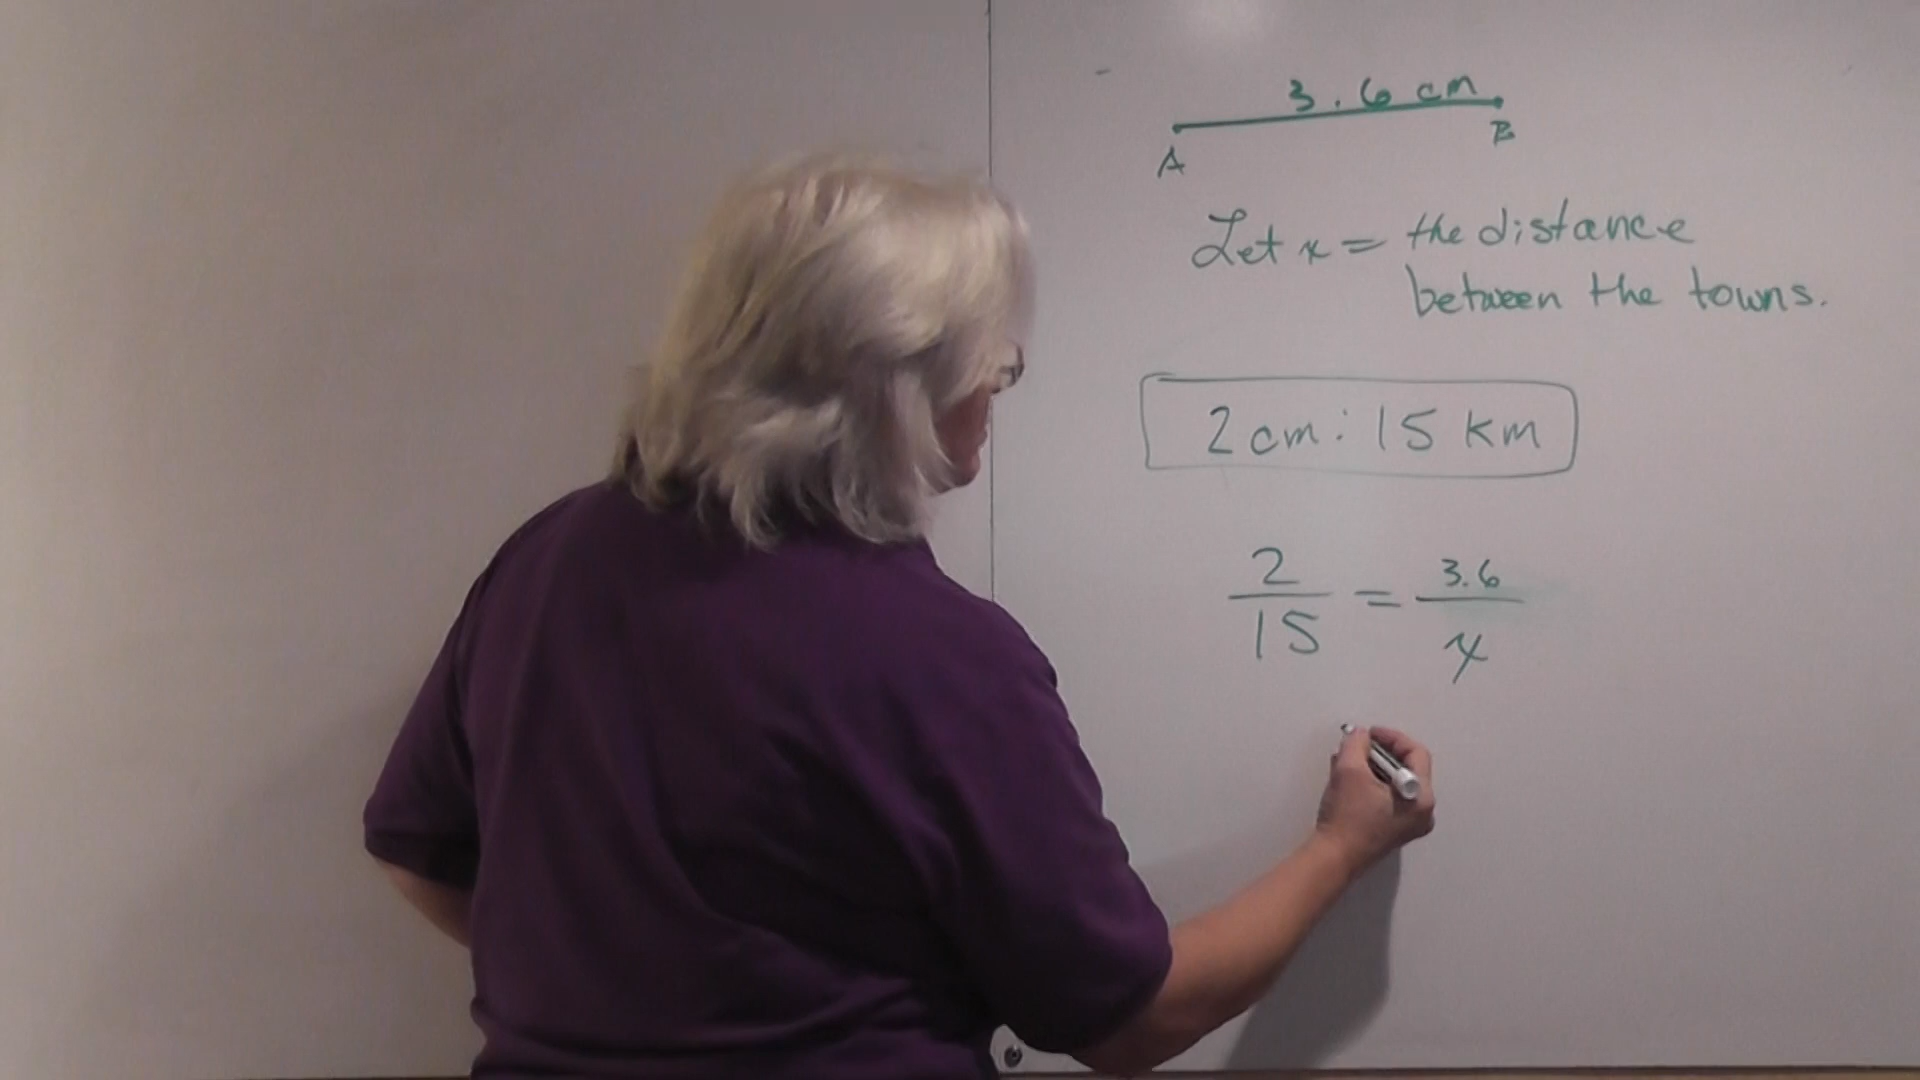 3.6 cm
A B
Let x = the distance
between the towns.
2 cm : 15 km
2/15 = 3.6/x